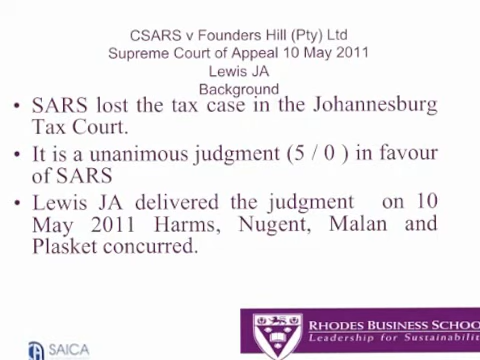 CSARS v Founders Hill (Pty) Ltd
Supreme Court of Appeal 10 May 2011
Lewis JA
Background
• SARS lost the tax case in the Johannesburg
Tax Court.
• It is a unanimous judgment (5 / 0 ) in favour
of SARS
• Lewis JA delivered the judgment on 10
May 2011 Harms, Nugent, Malan and
Plasket concurred.
SAICA
RHODES BUSINESS SCHOO
Leadership for Sustainabilit